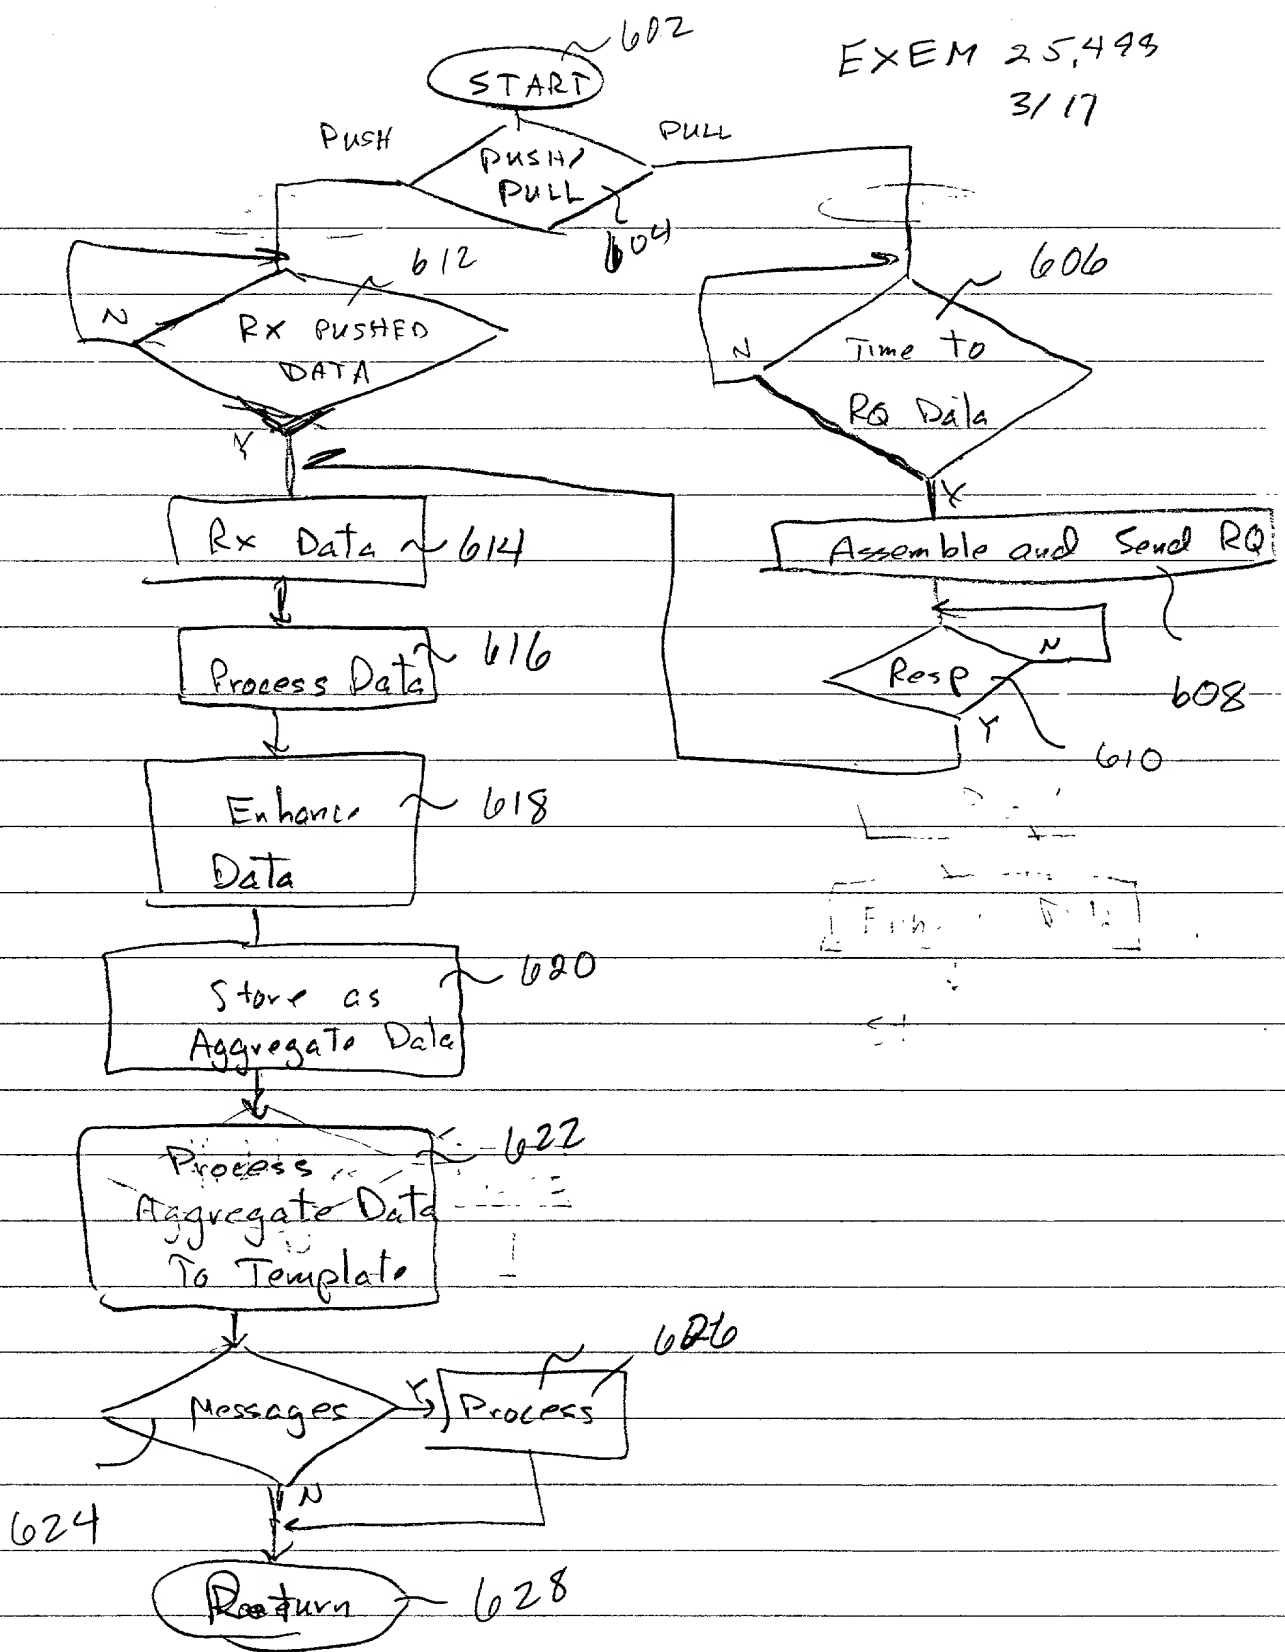 602
START
EXEM 25,498
3/17
PUSH
PULL
PUSH/
PULL
604
612
606
N
RX PUSHED
DATA
N
Time to
RQ Data
Y
Y
Rx Data
614
Assemble and Send RQ
616
Process Data
N
Resp
608
Y
610
Enhance
618
Data
620
Store as
Aggregate Data
622
Process
Aggregate Data
To Template
626
Messages
Y
Process
N
624
Return
628